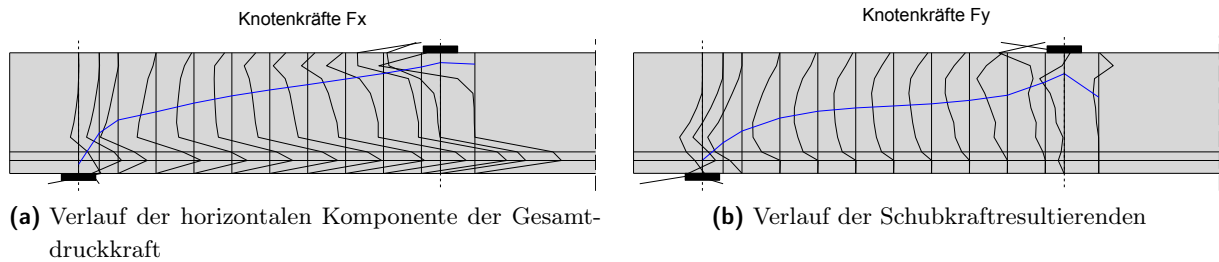 Knotenkräfte Fx
Knotenkräfte Fy
(a) Verlauf der horizontalen Komponente der Gesamt-
druckkraft
(b) Verlauf der Schubkraftresultierenden